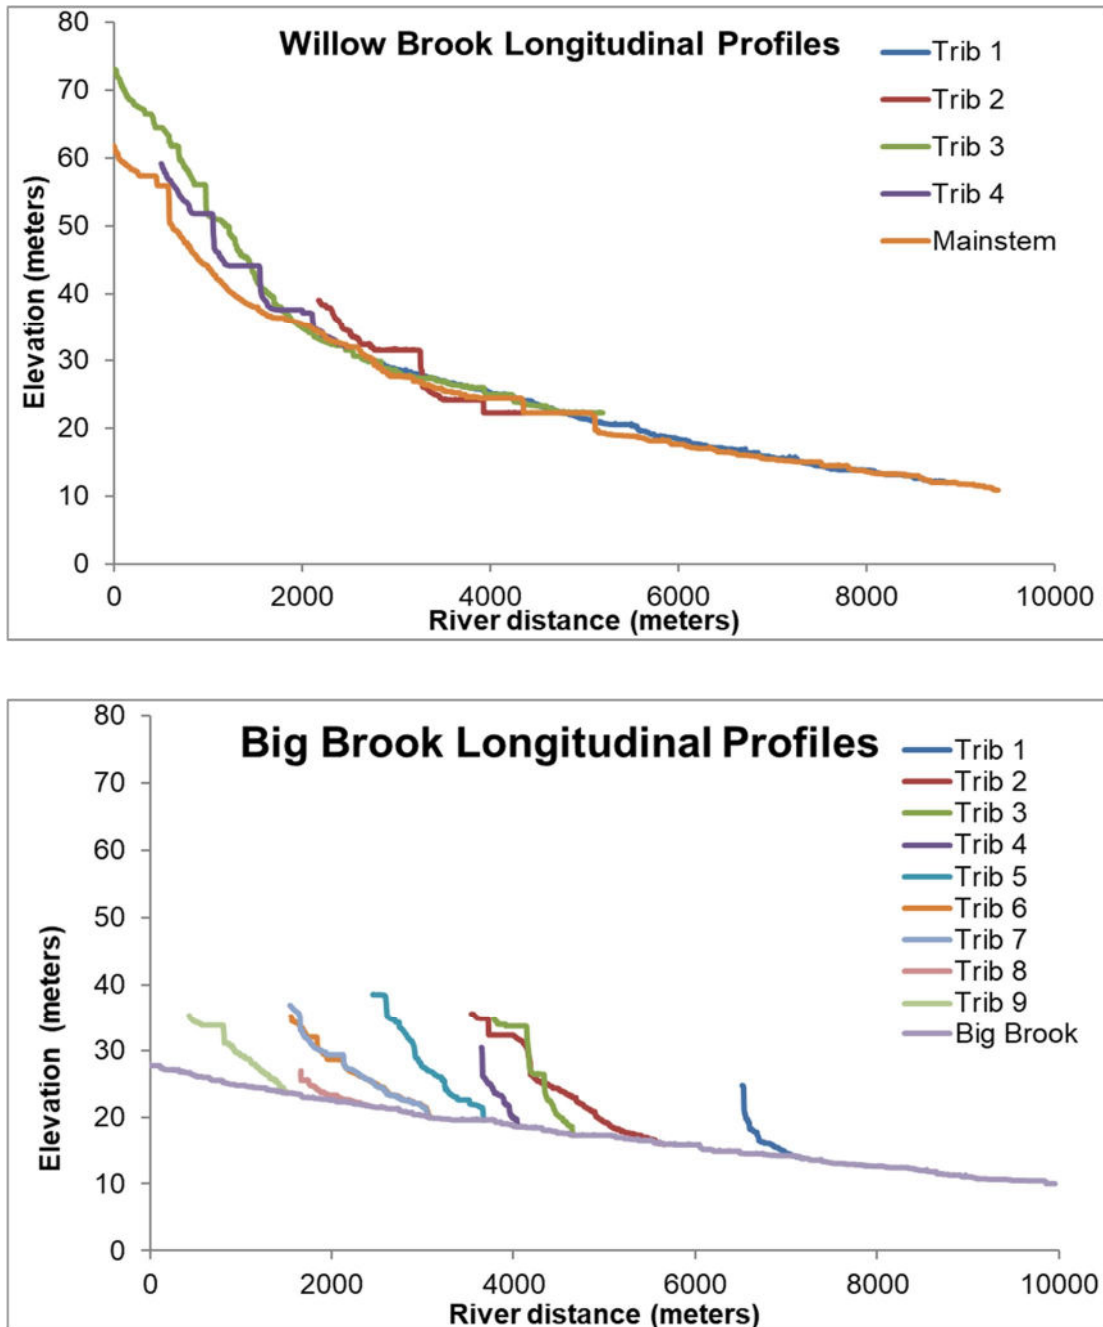 Willow Brook Longitudinal Profiles
Trib 1
Trib 2
Trib 3
Trib 4
Mainstem
Elevation (meters)
80
70
60
50
40
30
20
10
0
0 2000 4000 6000 8000 10000
River distance (meters)
Big Brook Longitudinal Profiles
Trib 1
Trib 2
Trib 3
Trib 4
Trib 5
Trib 6
Trib 7
Trib 8
Trib 9
Big Brook
Elevation (meters)
80
70
60
50
40
30
20
10
0
0 2000 4000 6000 8000 10000
River distance (meters)